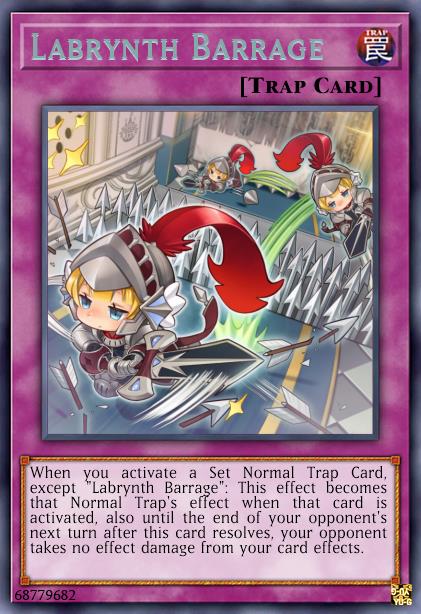 Labrynth Barrage
TRAP
罠
[Trap Card]
When you activate a Set Normal Trap Card,
except "Labrynth Barrage": This effect becomes
that Normal Trap's effect when that card is
activated, also until the end of your opponent's
next turn after this card resolves, your opponent
takes no effect damage from your card effects.
68779682